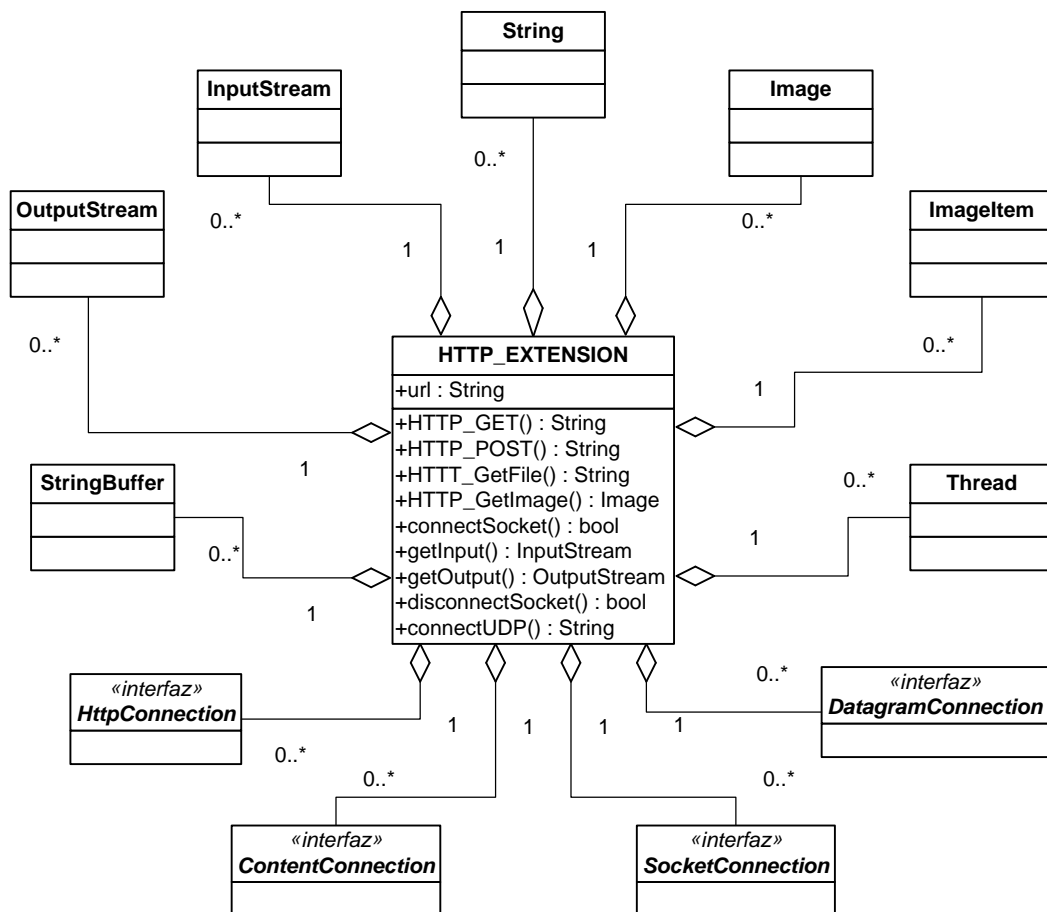 String
InputStream
Image
0..*
OutputStream
0..*
0..*
ImageItem
1
1
1
0..*
0..*
HTTP_EXTENSION
+url : String
1
+HTTP_GET() : String
+HTTP_POST() : String
+HTTT_GetFile() : String
+HTTP_GetImage() : Image
+connectSocket() : bool
+getInput() : InputStream
+getOutput() : OutputStream
+disconnectSocket() : bool
+connectUDP() : String
1
StringBuffer
0..*
1
0..*
Thread
1
«interfaz»
HttpConnection
0..*
1
1
1
1
0..*
«interfaz»
DatagramConnection
0..*
0..*
«interfaz»
ContentConnection
«interfaz»
SocketConnection